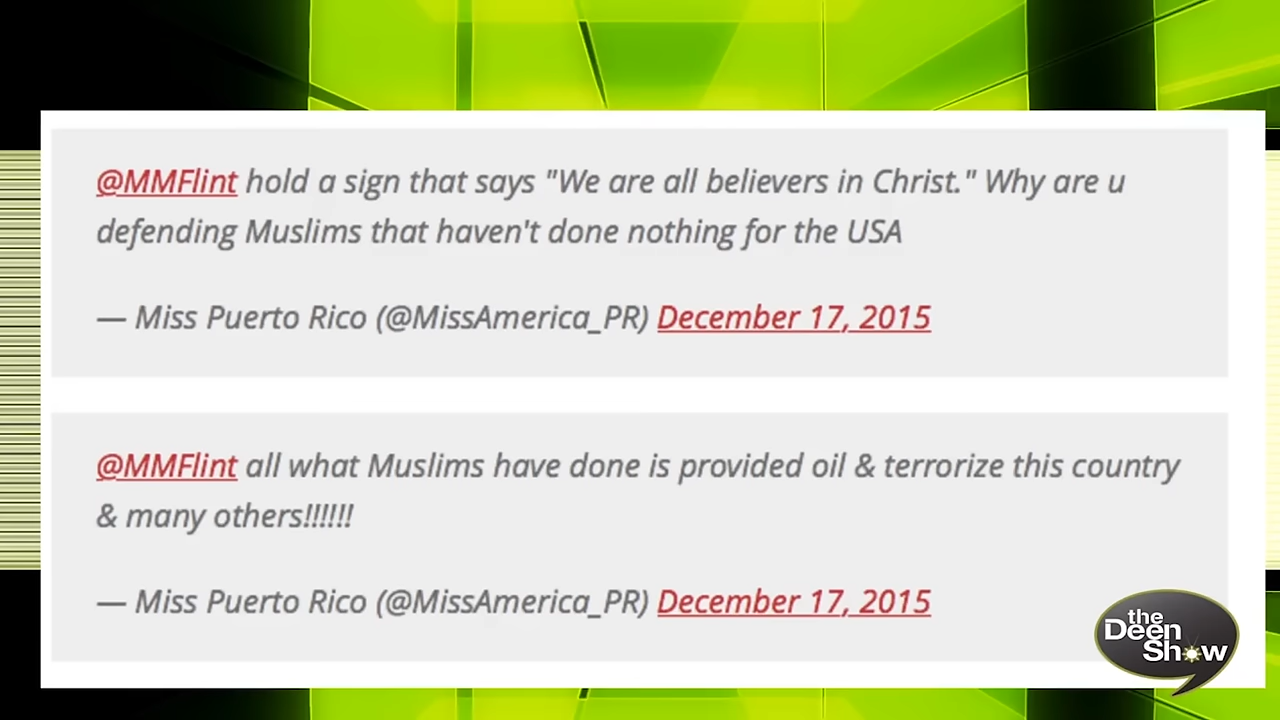 @MMFlint hold a sign that says "We are all believers in Christ." Why are u
defending Muslims that haven't done nothing for the USA
— Miss Puerto Rico (@MissAmerica_PR) December 17, 2015
@MMFlint all what Muslims have done is provided oil & terrorize this country
& many others!!!!!!
— Miss Puerto Rico (@MissAmerica_PR) December 17, 2015
the
Deen
Show